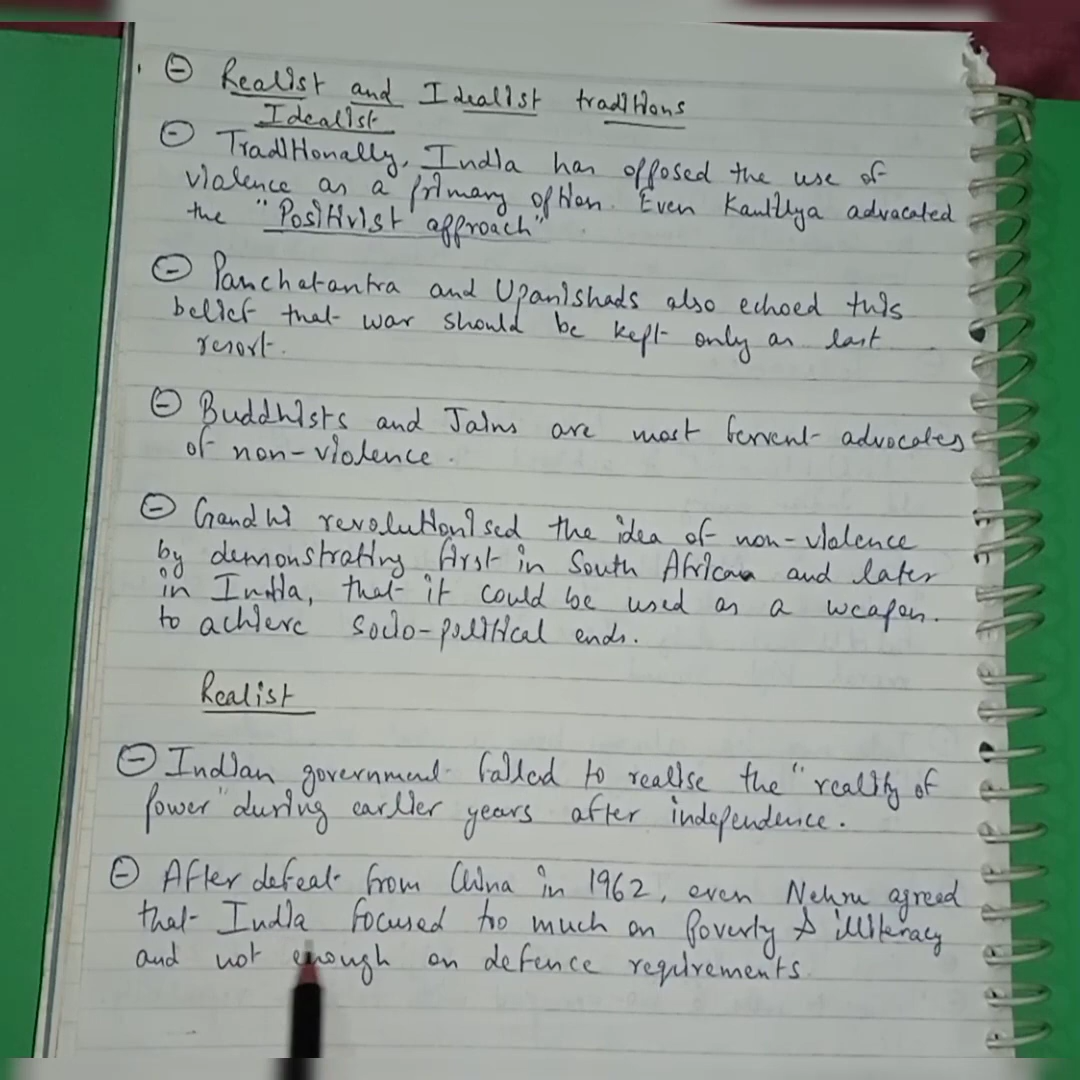 ⊖ Realist and Idealist traditions
Idealist
⊖ Traditionally, India has opposed the use of
violence as a primary option. Even Kautilya advocated
the "Positivist approach"
⊖ Panchatantra and Upanishads also echoed this
belief that war should be kept only as last
resort.
⊖ Buddhists and Jains are most fervent advocates
of non-violence.
⊖ Gandhi revolutionised the idea of non-violence
by demonstrating first in South Africa and later
in India, that it could be used as a weapon.
to achieve socio-political ends.
Realist
⊖ Indian government failed to realise the "reality of
power" during earlier years after independence.
⊖ After defeat from China in 1962, even Nehru agreed
that India focused too much on Poverty & illiteracy
and not enough on defence requirements.